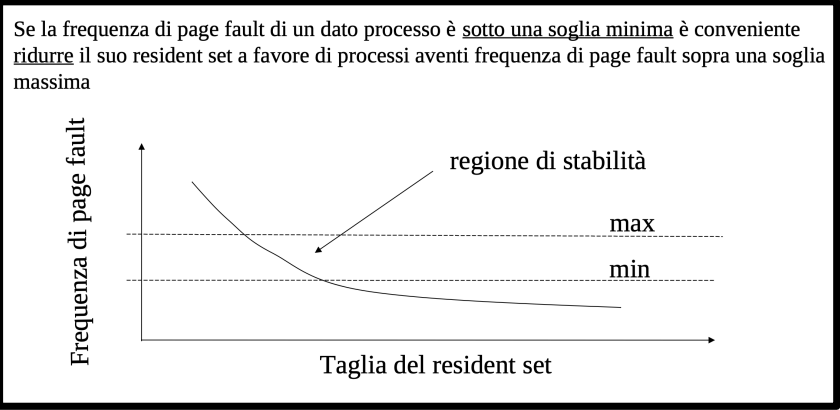 Se la frequenza di page fault di un dato processo è sotto una soglia minima è conveniente
ridurre il suo resident set a favore di processi aventi frequenza di page fault sopra una soglia
massima
Frequenza di page fault
regione di stabilità
max
min
Taglia del resident set